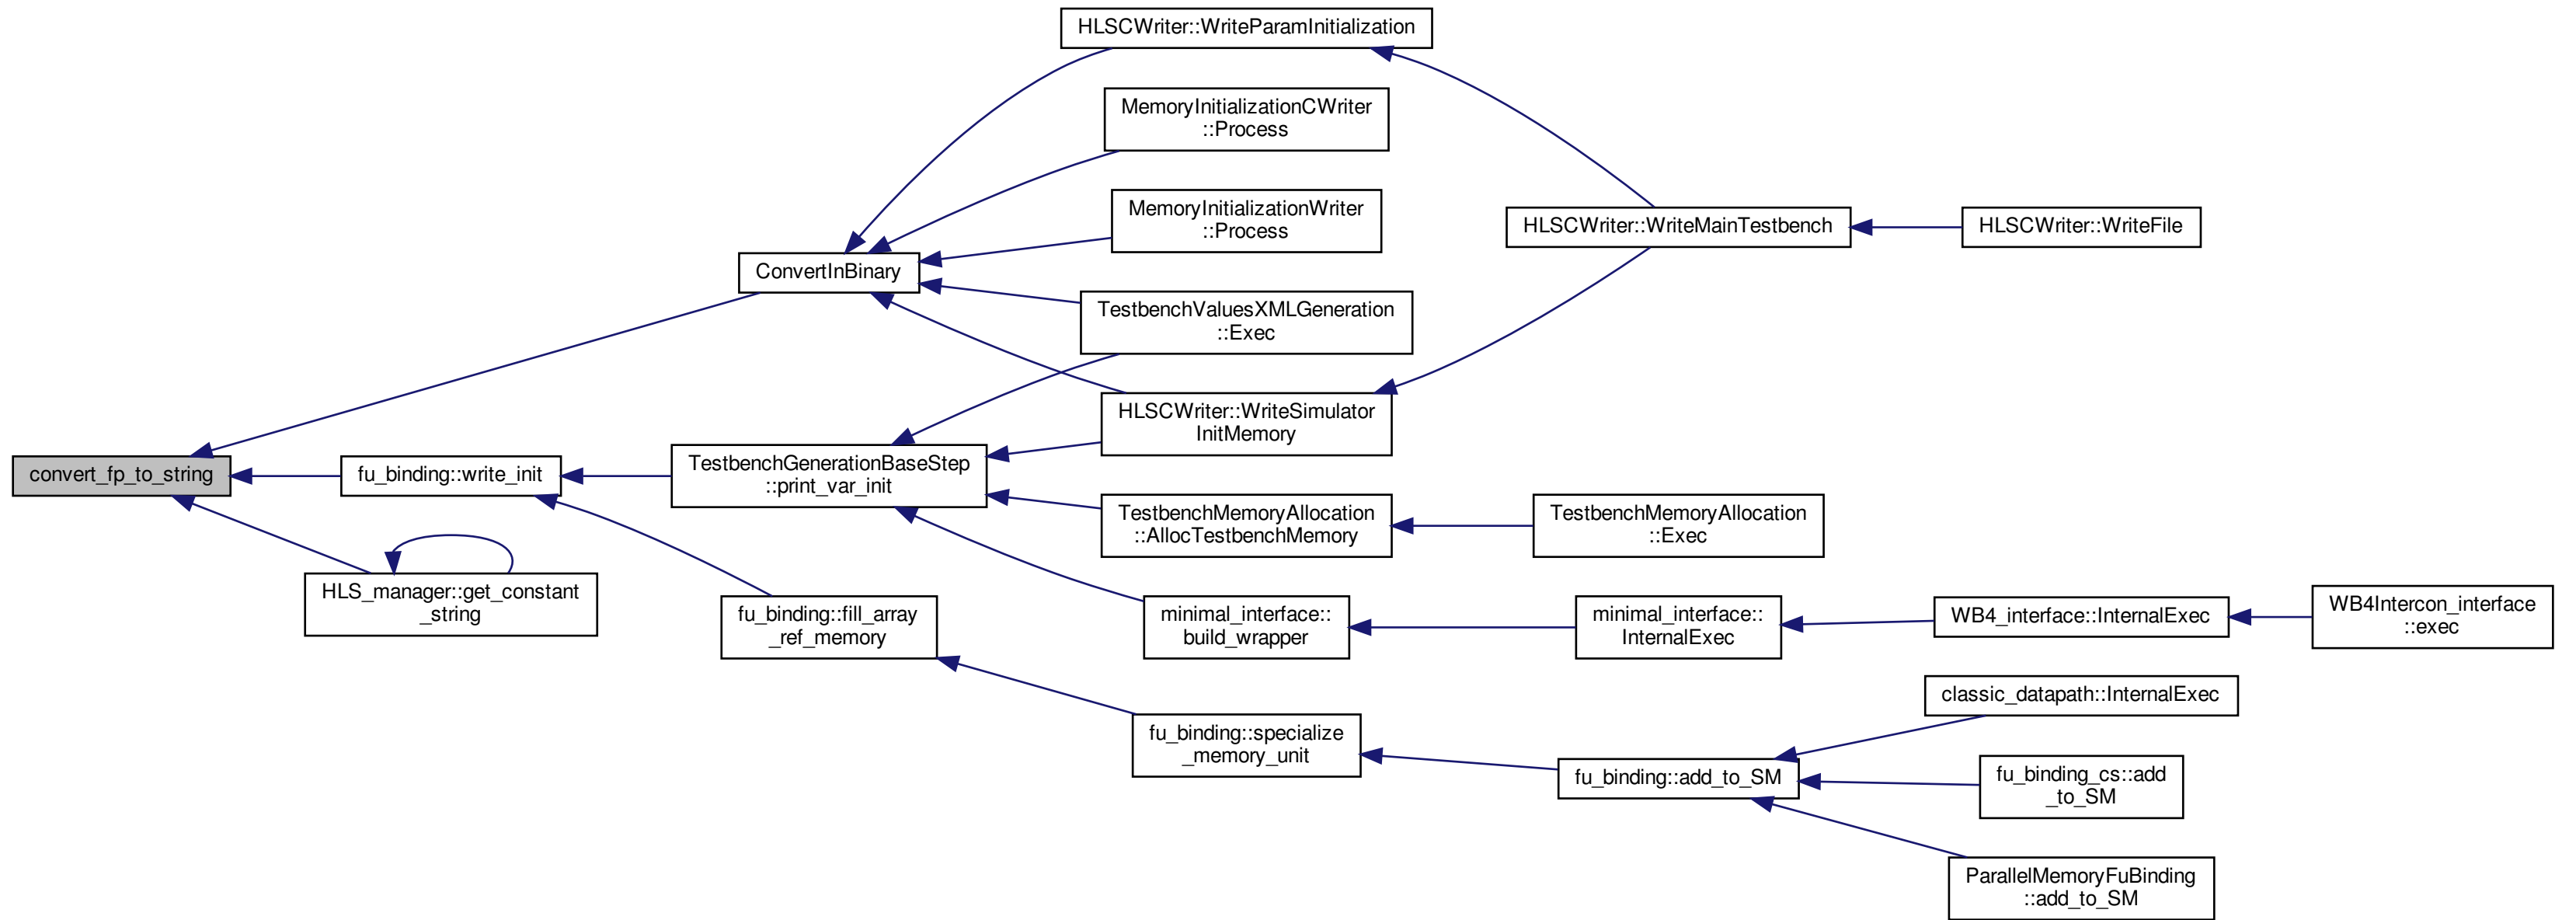 HLSCWriter::WriteParamInitialization
MemoryInitializationCWriter
::Process
MemoryInitializationWriter
::Process
HLSCWriter::WriteMainTestbench
HLSCWriter::WriteFile
ConvertInBinary
TestbenchValuesXMLGeneration
::Exec
HLSCWriter::WriteSimulator
InitMemory
convert_fp_to_string
fu_binding::write_init
TestbenchGenerationBaseStep
::print_var_init
TestbenchMemoryAllocation
::AllocTestbenchMemory
TestbenchMemoryAllocation
::Exec
HLS_manager::get_constant
_string
fu_binding::fill_array
_ref_memory
minimal_interface::
build_wrapper
minimal_interface::
InternalExec
WB4_interface::InternalExec
WB4Intercon_interface
::exec
classic_datapath::InternalExec
fu_binding::specialize
_memory_unit
fu_binding::add_to_SM
fu_binding_cs::add
_to_SM
ParallelMemoryFuBinding
::add_to_SM